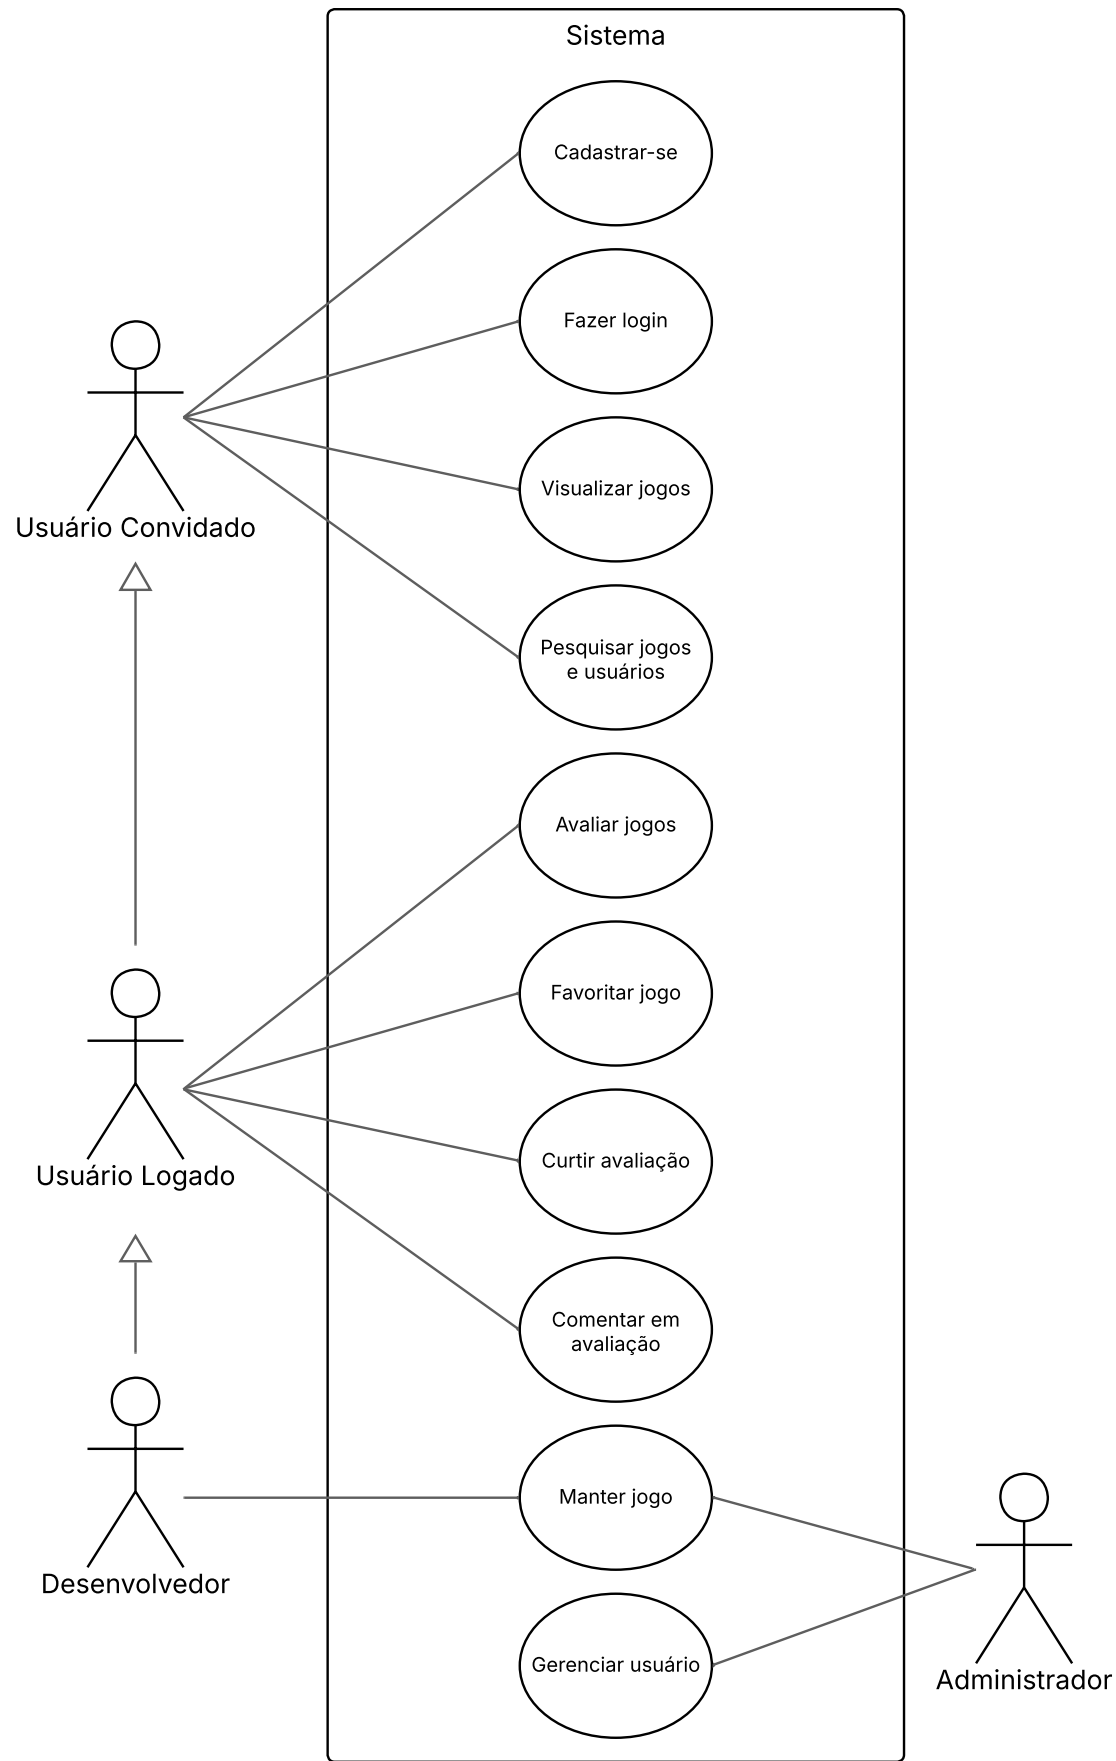 Sistema
Cadastrar-se
Fazer login
Usuário Convidado
Visualizar jogos
Pesquisar jogos
e usuários
Avaliar jogos
Favoritar jogo
Usuário Logado
Curtir avaliação
Comentar em
avaliação
Desenvolvedor
Manter jogo
Gerenciar usuário
Administrador